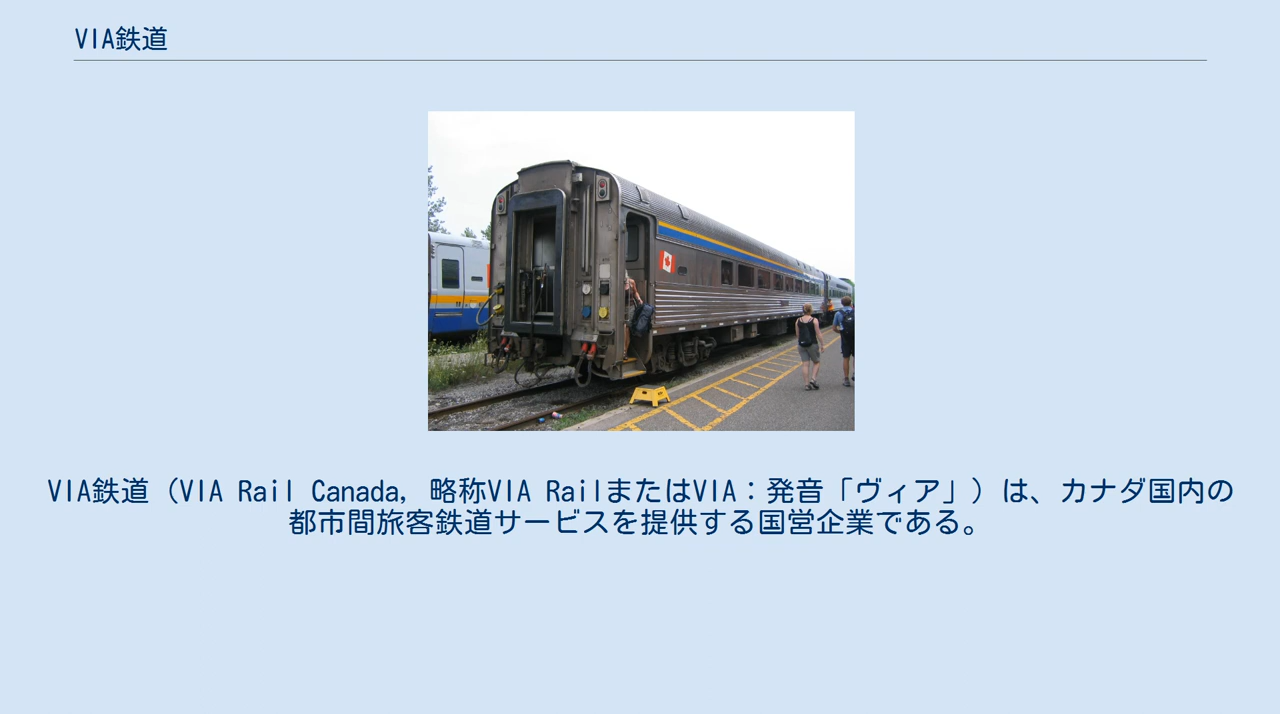 VIA鉄道
VIA鉄道（VIA Rail Canada, 略称VIA RailまたはVIA：発音「ヴィア」）は、カナダ国内の
都市間旅客鉄道サービスを提供する国営企業である。